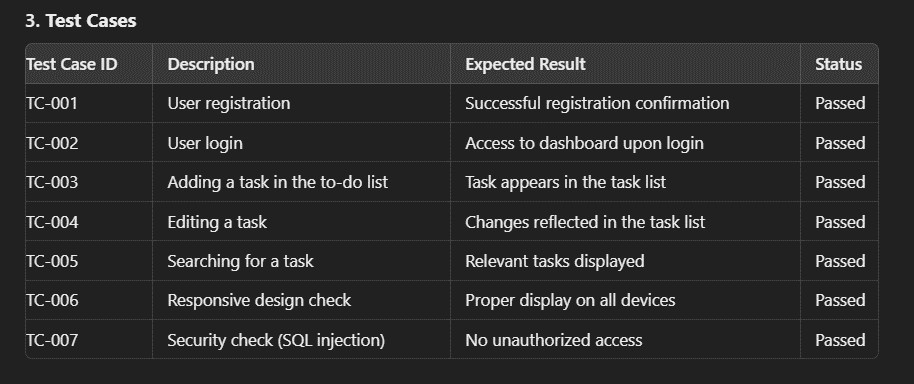 3. Test Cases
Test Case ID Description Expected Result Status
TC-001 User registration Successful registration confirmation Passed
TC-002 User login Access to dashboard upon login Passed
TC-003 Adding a task in the to-do list Task appears in the task list Passed
TC-004 Editing a task Changes reflected in the task list Passed
TC-005 Searching for a task Relevant tasks displayed Passed
TC-006 Responsive design check Proper display on all devices Passed
TC-007 Security check (SQL injection) No unauthorized access Passed